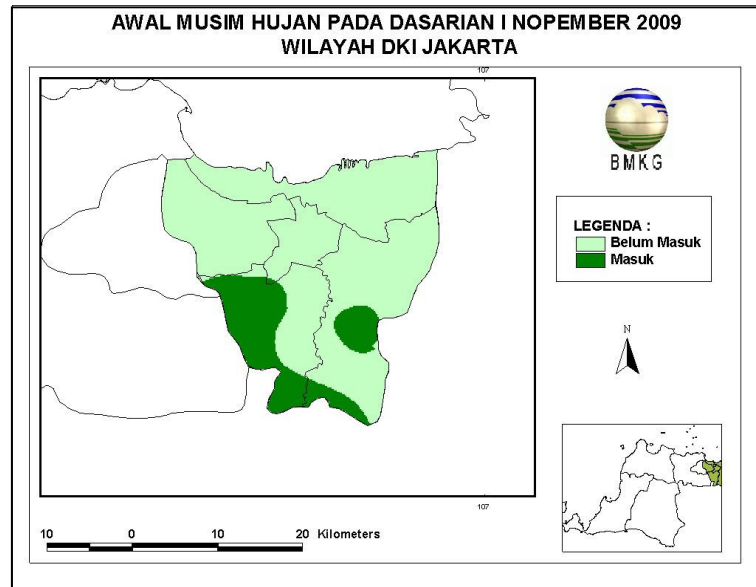 AWAL MUSIM HUJAN PADA DASARIAN I NOPEMBER 2009
WILAYAH DKI JAKARTA
107
BMKG
LEGENDA :
Belum Masuk
Masuk
N
107
10 0 10 20 Kilometers